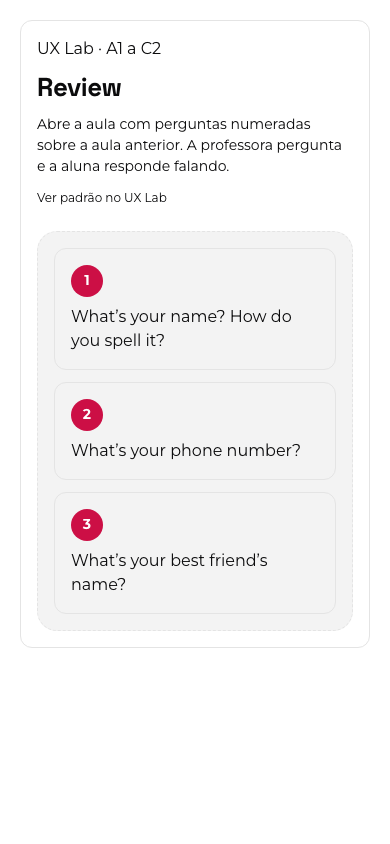 UX Lab · A1 a C2
Review
Abre a aula com perguntas numeradas
sobre a aula anterior. A professora pergunta
e a aluna responde falando.
Ver padrão no UX Lab
1
What’s your name? How do
you spell it?
2
What’s your phone number?
3
What’s your best friend’s
name?